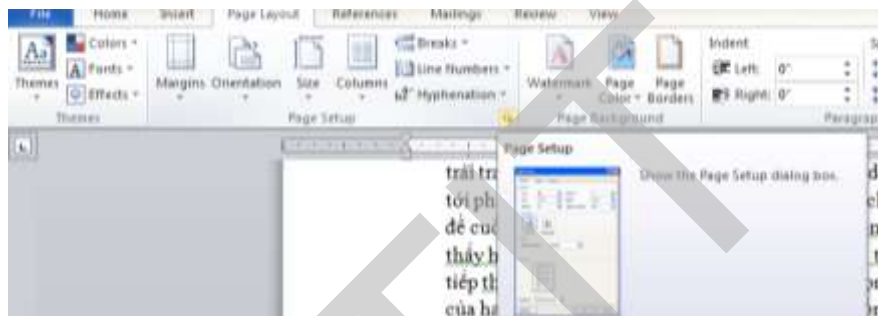 File Home Insert Page Layout References Mailings Review View
Colors Breaks Indent
Aa A Fonts Line Numbers A Left: 0"
Themes Effects Margins Orientation Size Columns Hyphenation Watermark Page Color Page Borders Right: 0"
Themes Page Setup Page Background Paragrap
Page Setup
trái tra Show the Page Setup dialog box.
tới ph
để cuố
thấy h
tiếp th
của ha